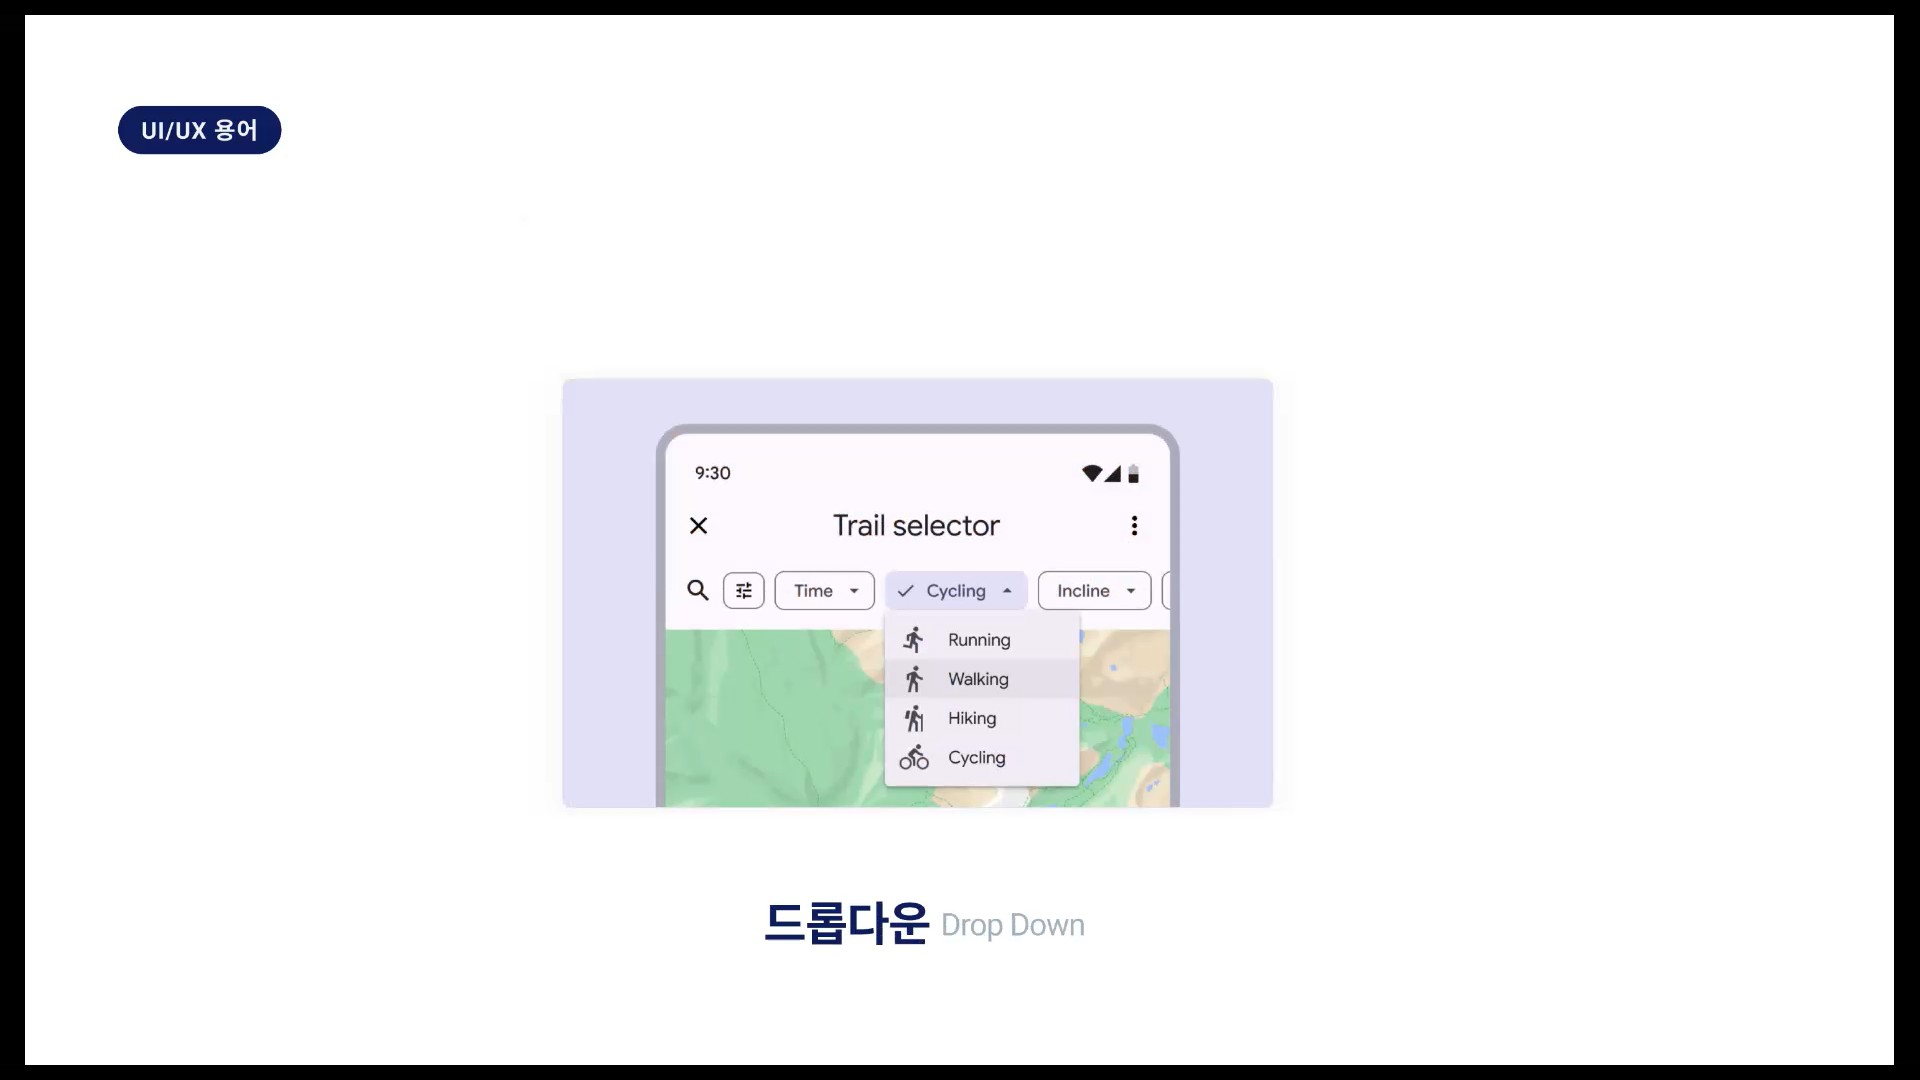 UI/UX 용어
9:30
Trail selector
Time
Cycling
Incline
Running
Walking
Hiking
Cycling
드롭다운 Drop Down